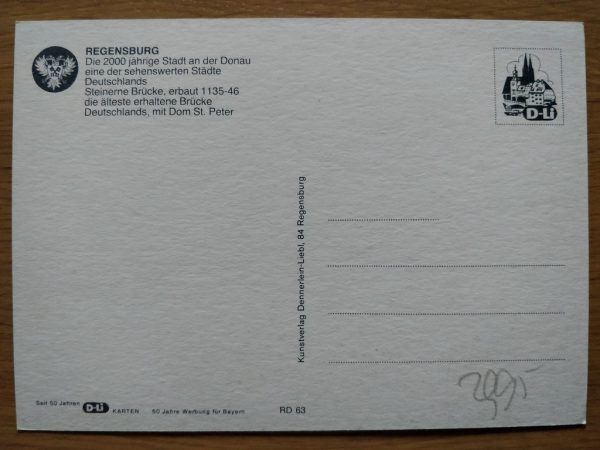 REGENSBURG
Die 2000 jährige Stadt an der Donau
eine der sehenswerten Städte
Deutschlands
Steinerne Brücke, erbaut 1135-46
die älteste erhaltene Brücke
Deutschlands, mit Dom St. Peter
D-Li
Kunstverlag Dennerlein-Liebl, 84 Regensburg
Seit 50 Jahren D-Li KARTEN 50 Jahre Werbung für Bayern RD 63